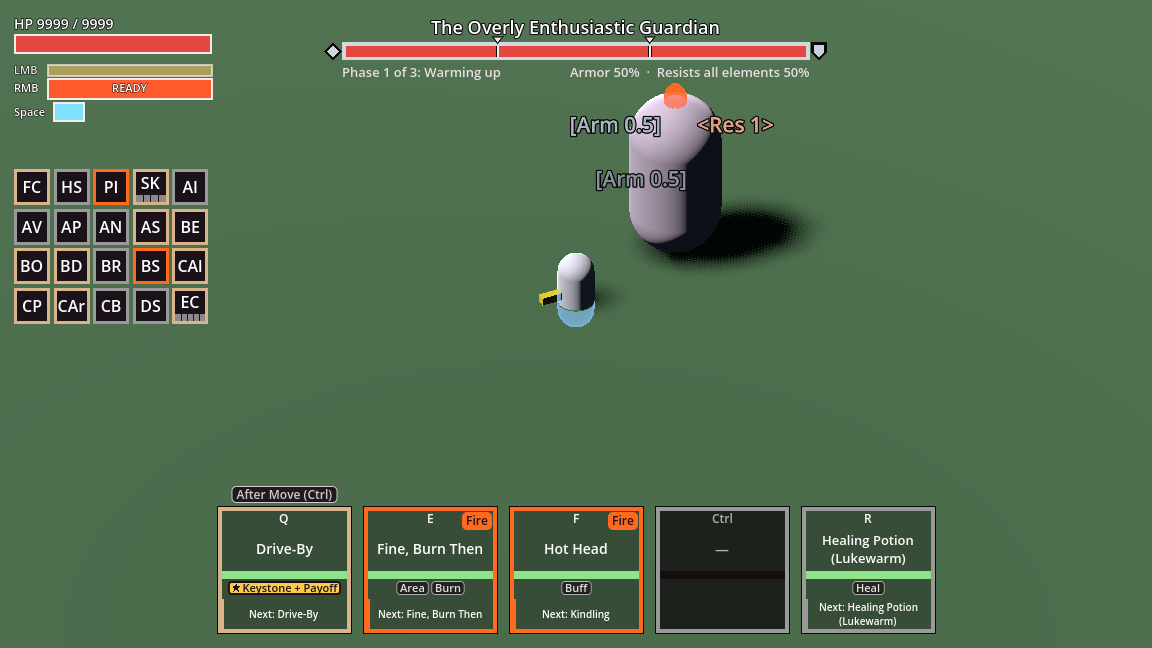 HP 9999 / 9999
LMB
RMB READY
Space
The Overly Enthusiastic Guardian
Phase 1 of 3: Warming up
Armor 50% · Resists all elements 50%
[Arm 0.5] <Res 1>
[Arm 0.5]
FC HS PI SK AI
AV AP AN AS BE
BO BD BR BS CAl
CP CAr CB DS EC
After Move (Ctrl)
Q
Drive-By
★ Keystone + Payoff
Next: Drive-By
E Fire
Fine, Burn Then
Area Burn
Next: Fine, Burn Then
F Fire
Hot Head
Buff
Next: Kindling
Ctrl
—
R
Healing Potion
(Lukewarm)
Heal
Next: Healing Potion
(Lukewarm)